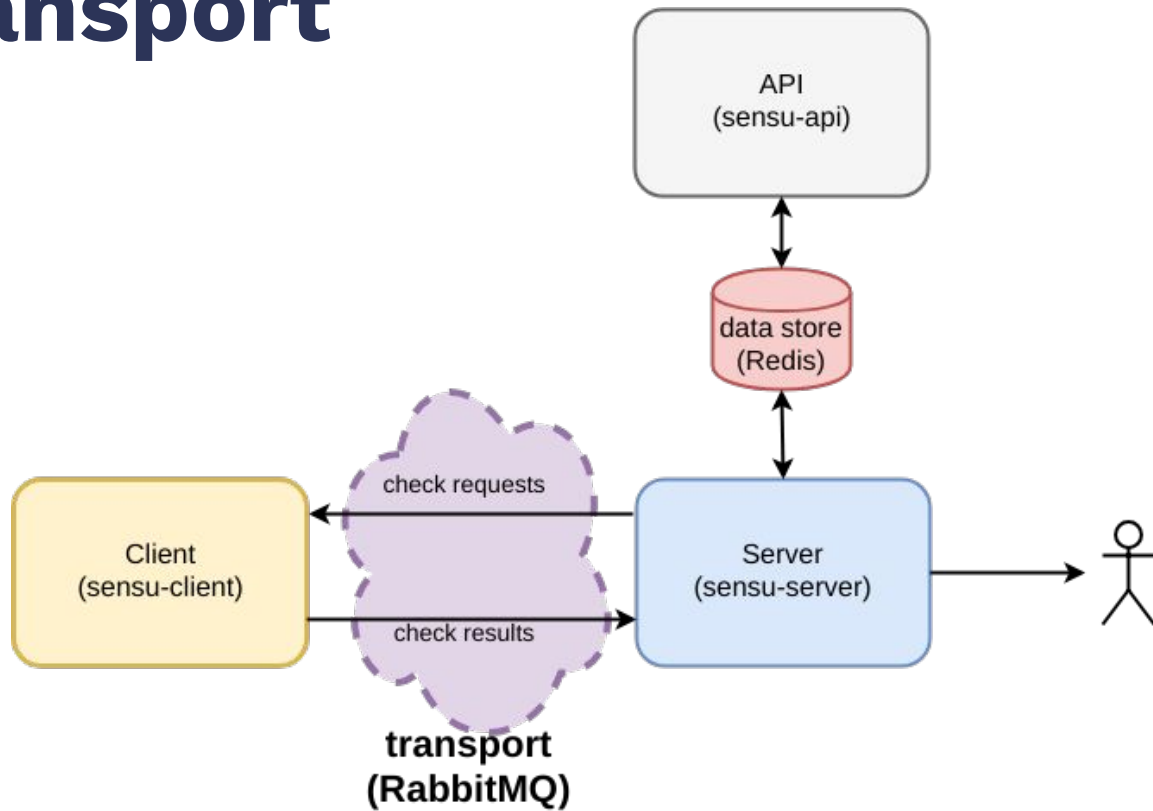 ansport
API
(sensu-api)
data store
(Redis)
check requests
Client
(sensu-client)
Server
(sensu-server)
check results
transport
(RabbitMQ)